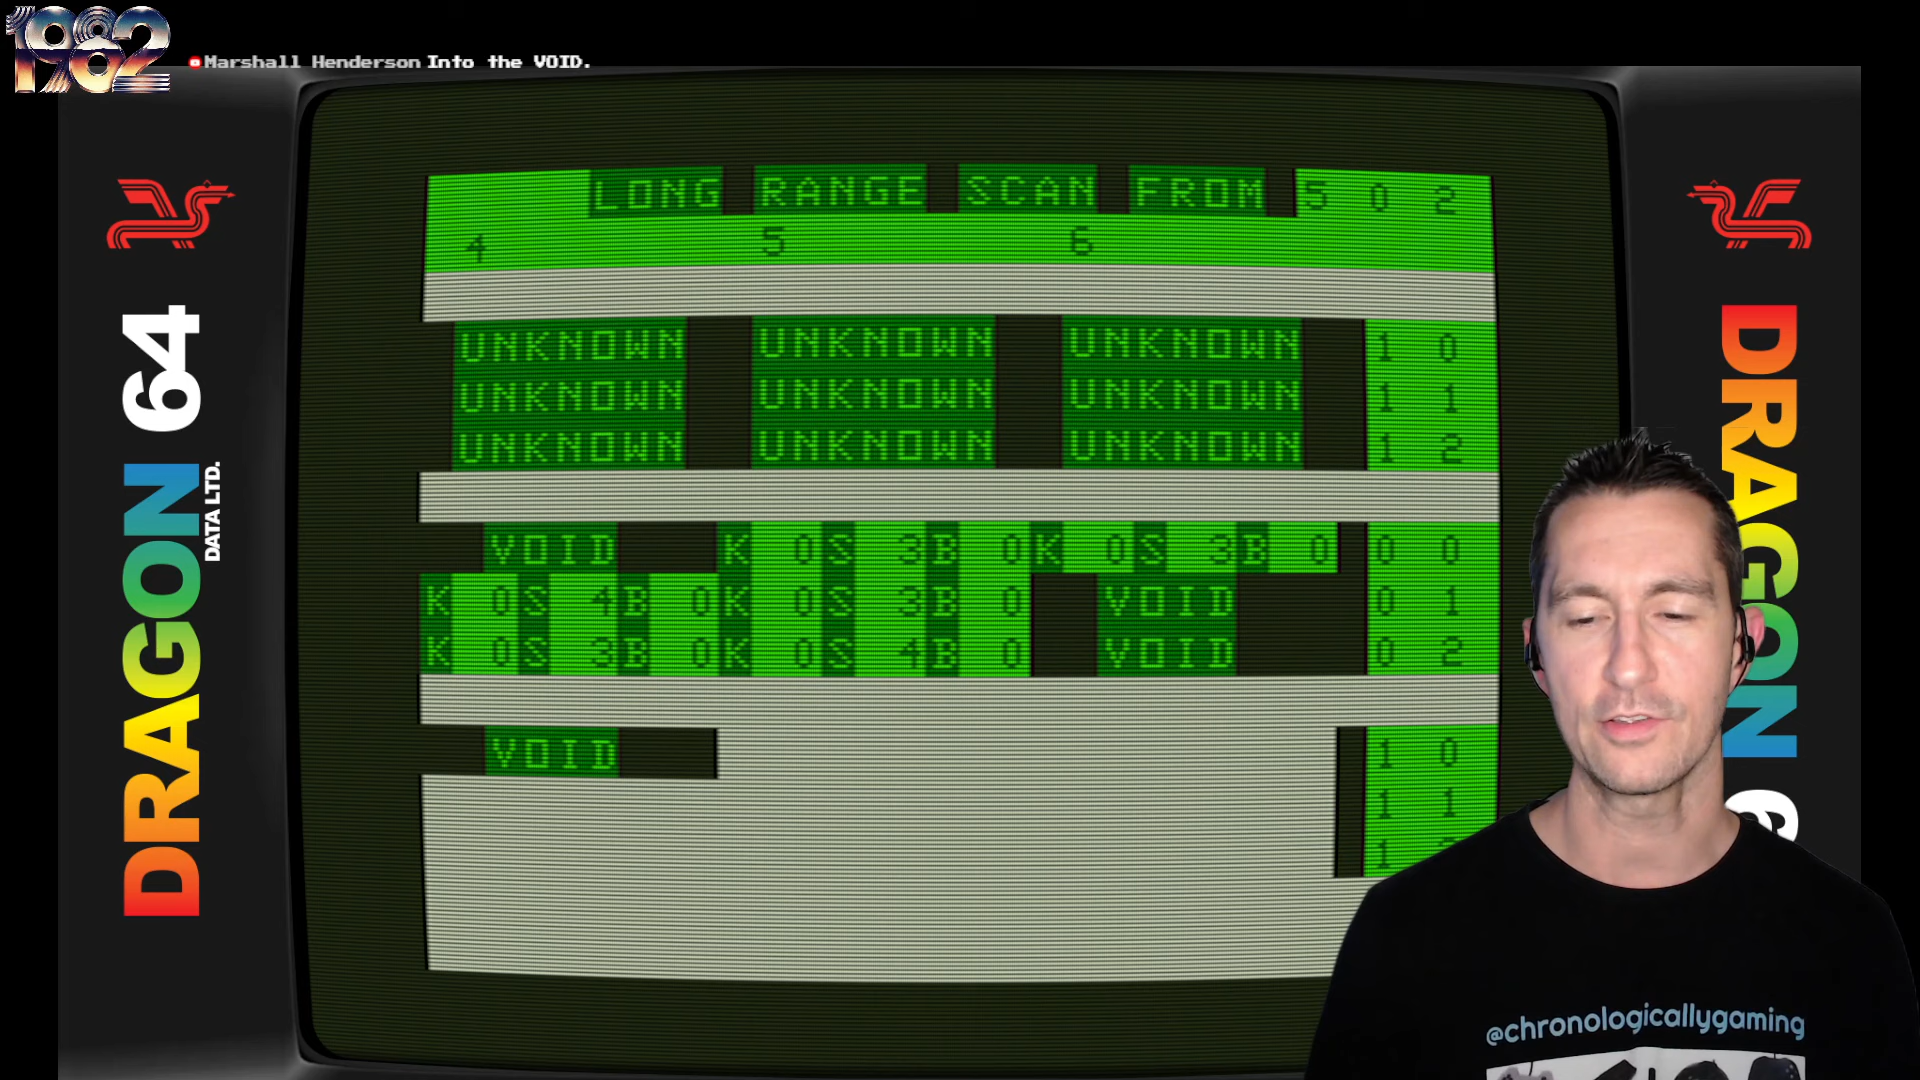 1982
Marshall Henderson Into the VOID.
LONG RANGE SCAN FROM 5 0 2
4 5 6
UNKNOWN UNKNOWN UNKNOWN 1 0
UNKNOWN UNKNOWN UNKNOWN 1 1
UNKNOWN UNKNOWN UNKNOWN 1 2
VOID K 0S 3B 0K 0S 3B 0 0 0
K 0S 4B 0K 0S 3B 0 VOID 0 1
K 0S 3B 0K 0S 4B 0 VOID 0 2
VOID 1 0
1 1
1
DRAGON 64
DATA LTD.
DRAGON 6
@chronologicallygaming